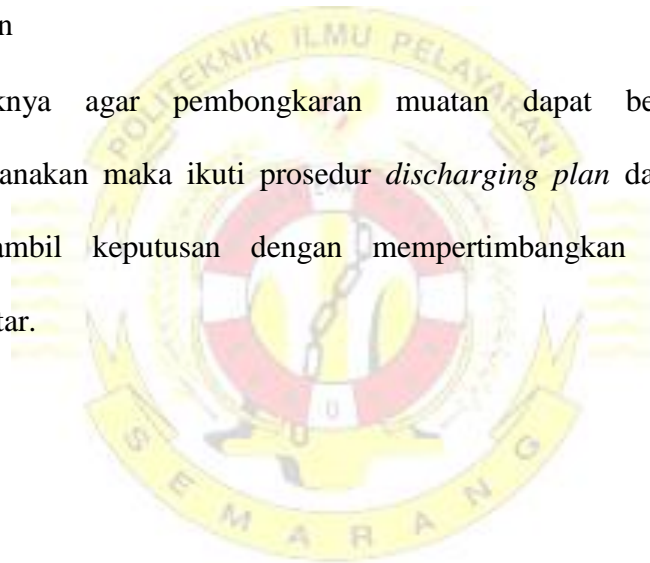 n
knya agar pembongkaran muatan dapat be
anakan maka ikuti prosedur discharging plan da
ambil keputusan dengan mempertimbangkan
tar.
POLITEKNIK ILMU PELAYARAN
SEMARANG